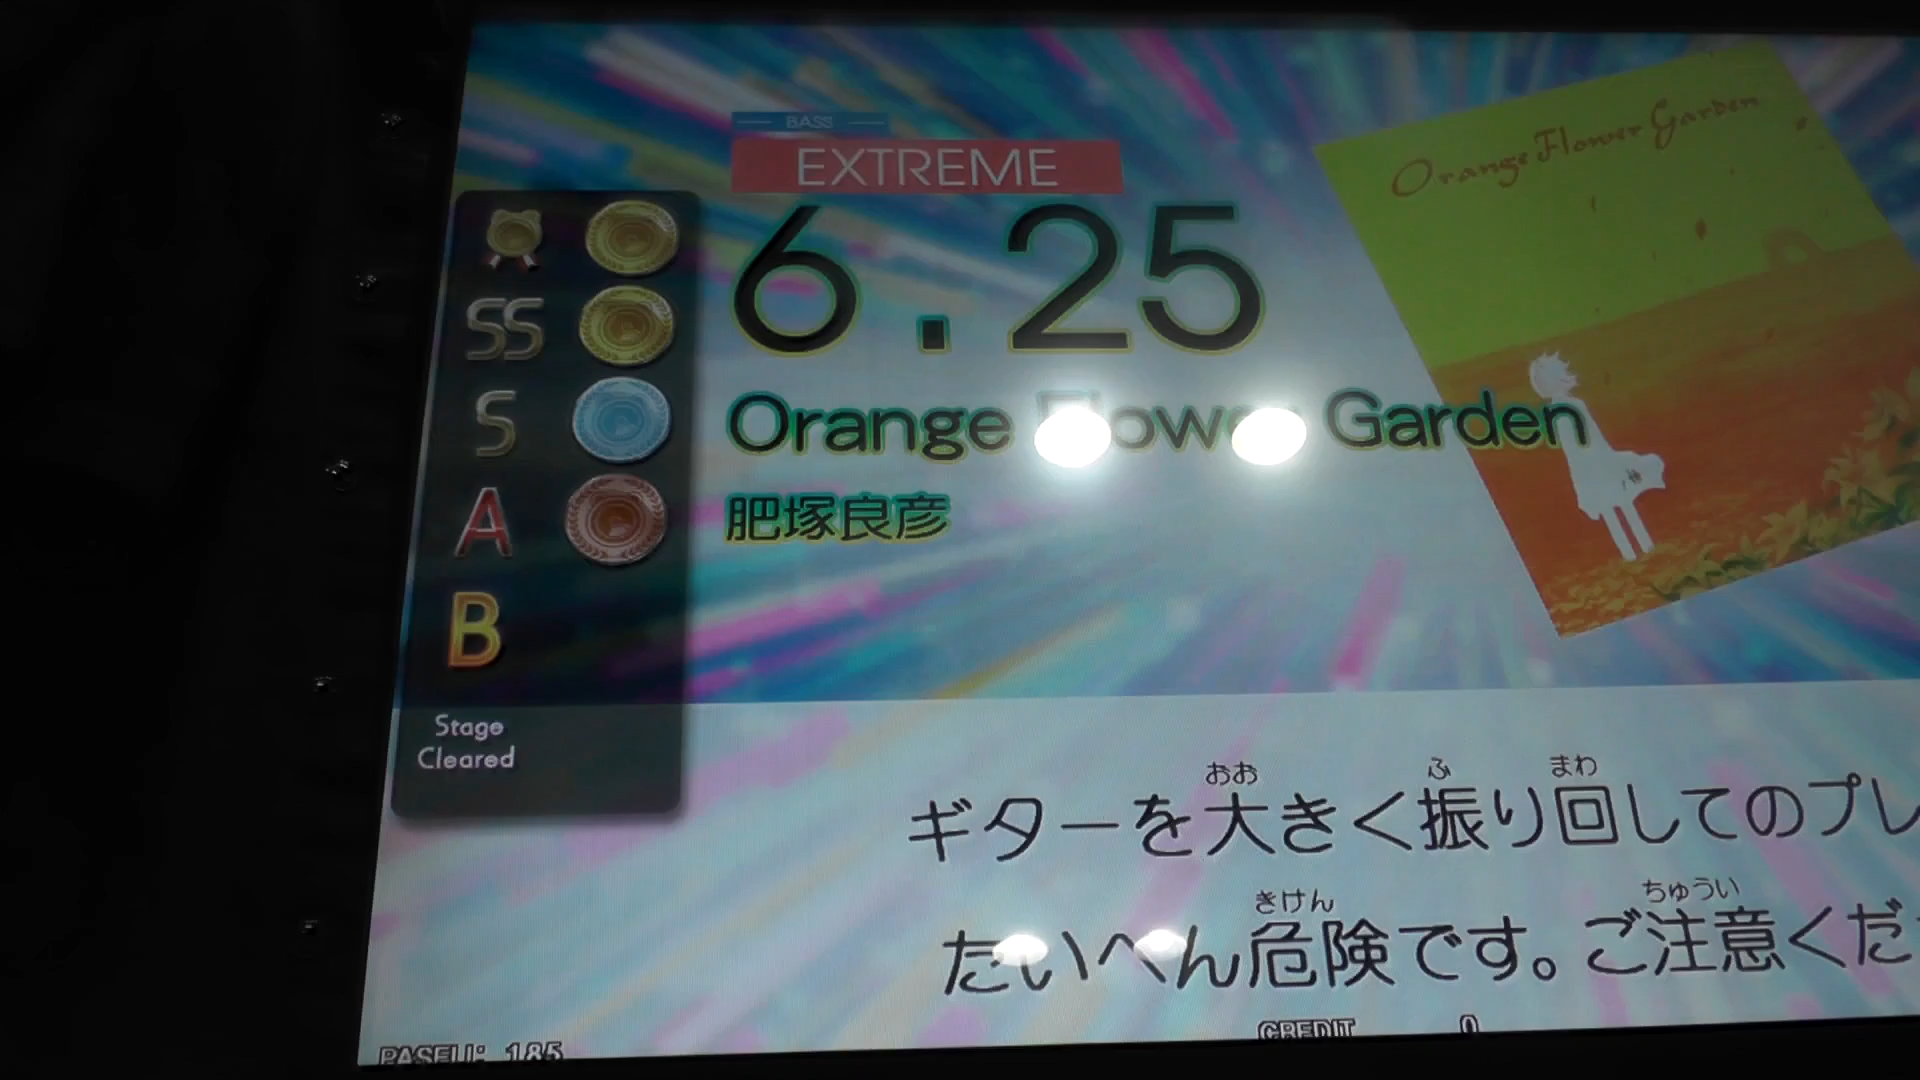 BASS
EXTREME
6.25
Orange Flower Garden
肥塚良彦
Orange Flower Garden
SS
S
A
B
Stage
Cleared
おお ふ まわ
ギターを大きく振り回してのプレ
きけん ちゅうい
たいへん危険です。ご注意くだ
PASELI: 185
CREDIT 0